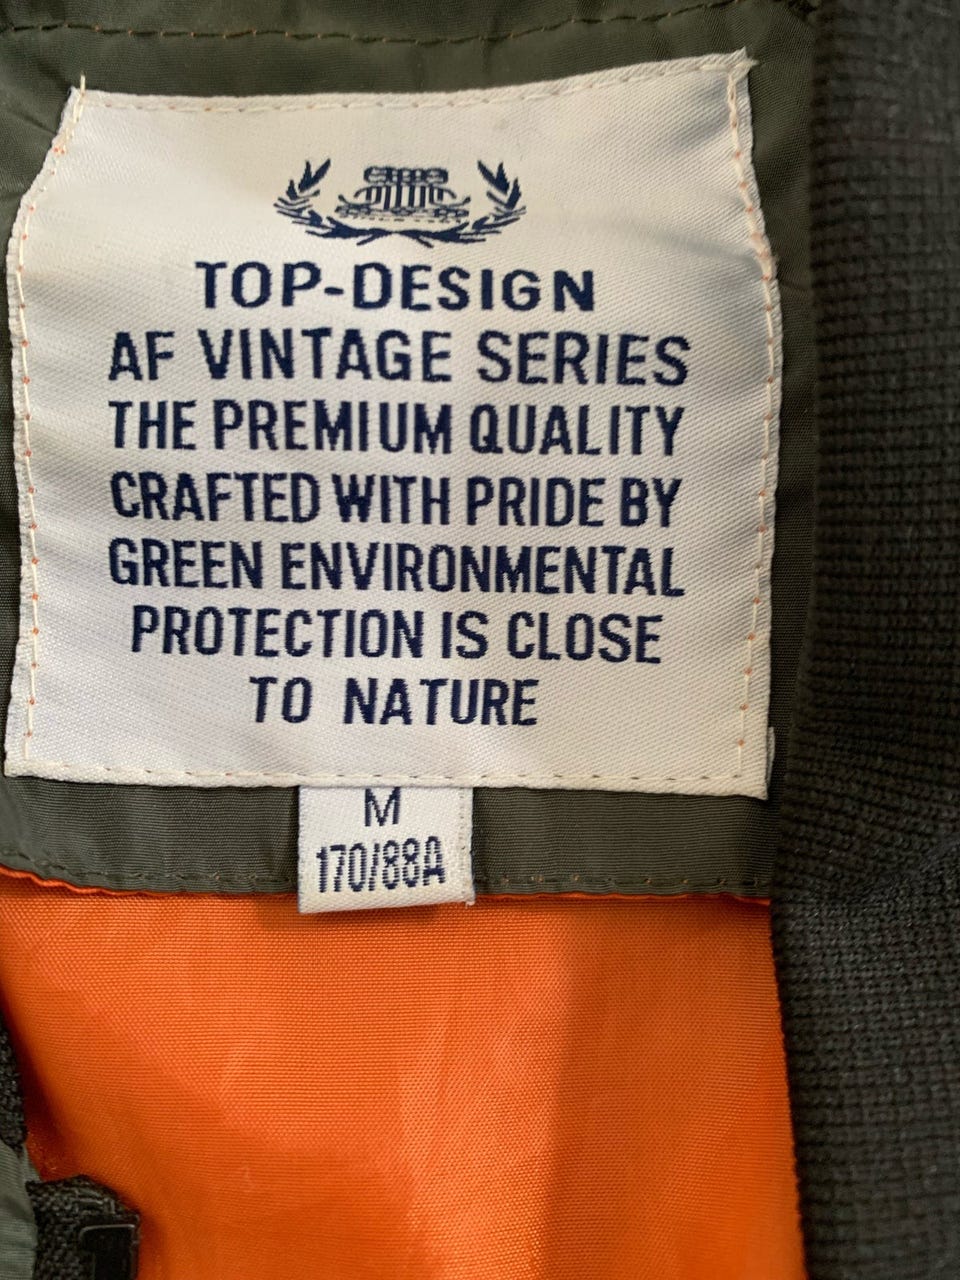 TOP-DESIGN
AF VINTAGE SERIES
THE PREMIUM QUALITY
CRAFTED WITH PRIDE BY
GREEN ENVIRONMENTAL
PROTECTION IS CLOSE
TO NATURE
M
170/88A